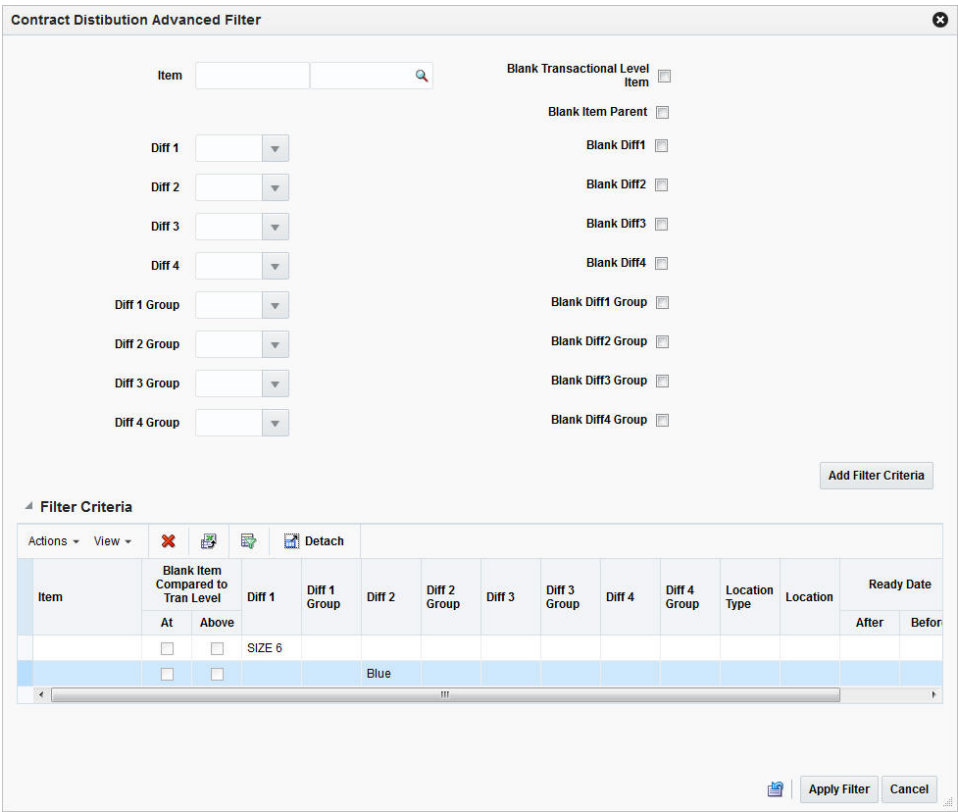 Contract Distibution Advanced Filter
Item
Blank Transactional Level
Item
Blank Item Parent
Diff 1
Blank Diff1
Diff 2
Blank Diff2
Diff 3
Blank Diff3
Diff 4
Blank Diff4
Diff 1 Group
Blank Diff1 Group
Diff 2 Group
Blank Diff2 Group
Diff 3 Group
Blank Diff3 Group
Diff 4 Group
Blank Diff4 Group
Add Filter Criteria
Filter Criteria
Actions View Detach
Item
Blank Item
Compared to
Tran Level
At Above
Diff 1
Diff 1
Group
Diff 2
Diff 2
Group
Diff 3
Diff 3
Group
Diff 4
Diff 4
Group
Location
Type
Location
Ready Date
After Befor
SIZE 6
Blue
Apply Filter Cancel